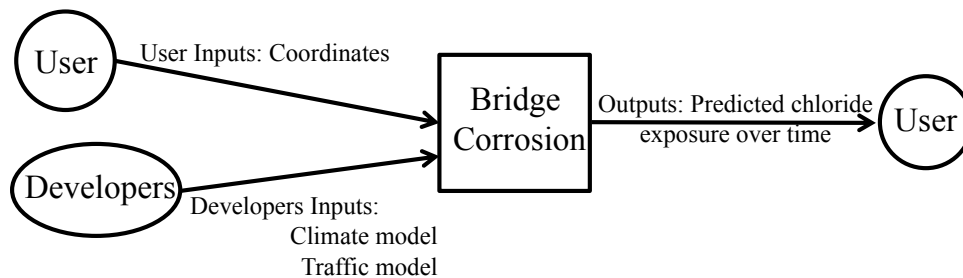 User
User Inputs: Coordinates
Developers
Developers Inputs:
Climate model
Traffic model
Bridge
Corrosion
Outputs: Predicted chloride
exposure over time
User